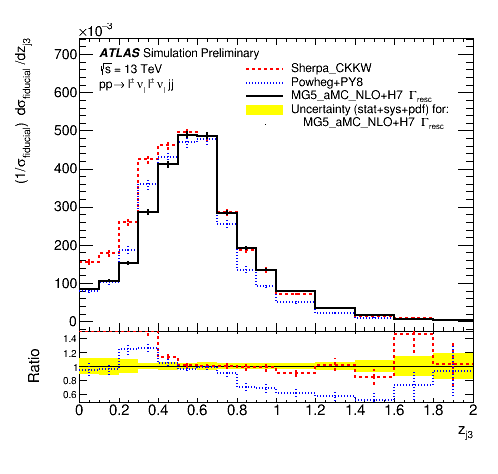 ×10⁻³
ATLAS Simulation Preliminary
√s = 13 TeV
pp→ l± νₗ l± νₗ jj
Sherpa_CKKW
Powheg+PY8
MG5_aMC_NLO+H7 Γresc
Uncertainty (stat+sys+pdf) for:
MG5_aMC_NLO+H7 Γresc
(1/σfiducial) dσfiducial/dzj3
700
600
500
400
300
200
100
0
Ratio
1.4
1.2
1
0.8
0.6
0 0.2 0.4 0.6 0.8 1 1.2 1.4 1.6 1.8 2
zj3